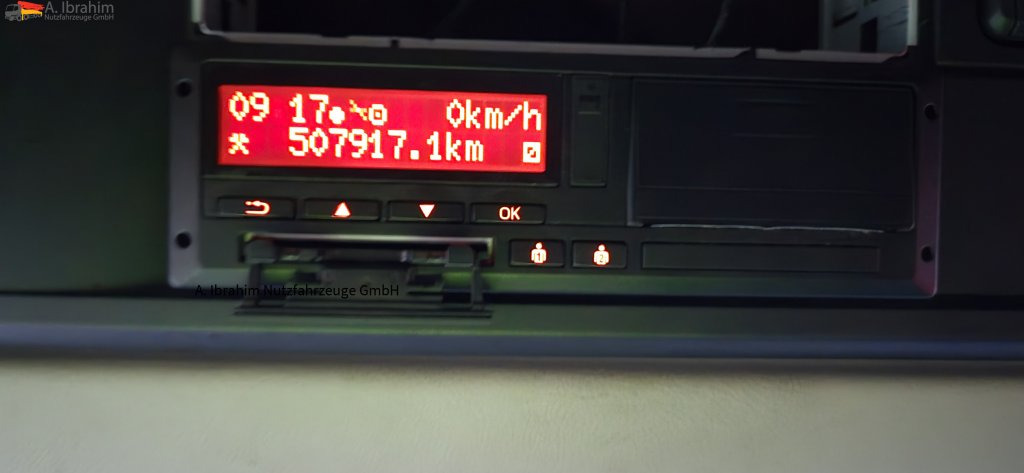 A. Ibrahim
Nutzfahrzeuge GmbH
09 17 0km/h
507917.1km
OK
1 2
A. Ibrahim Nutzfahrzeuge GmbH